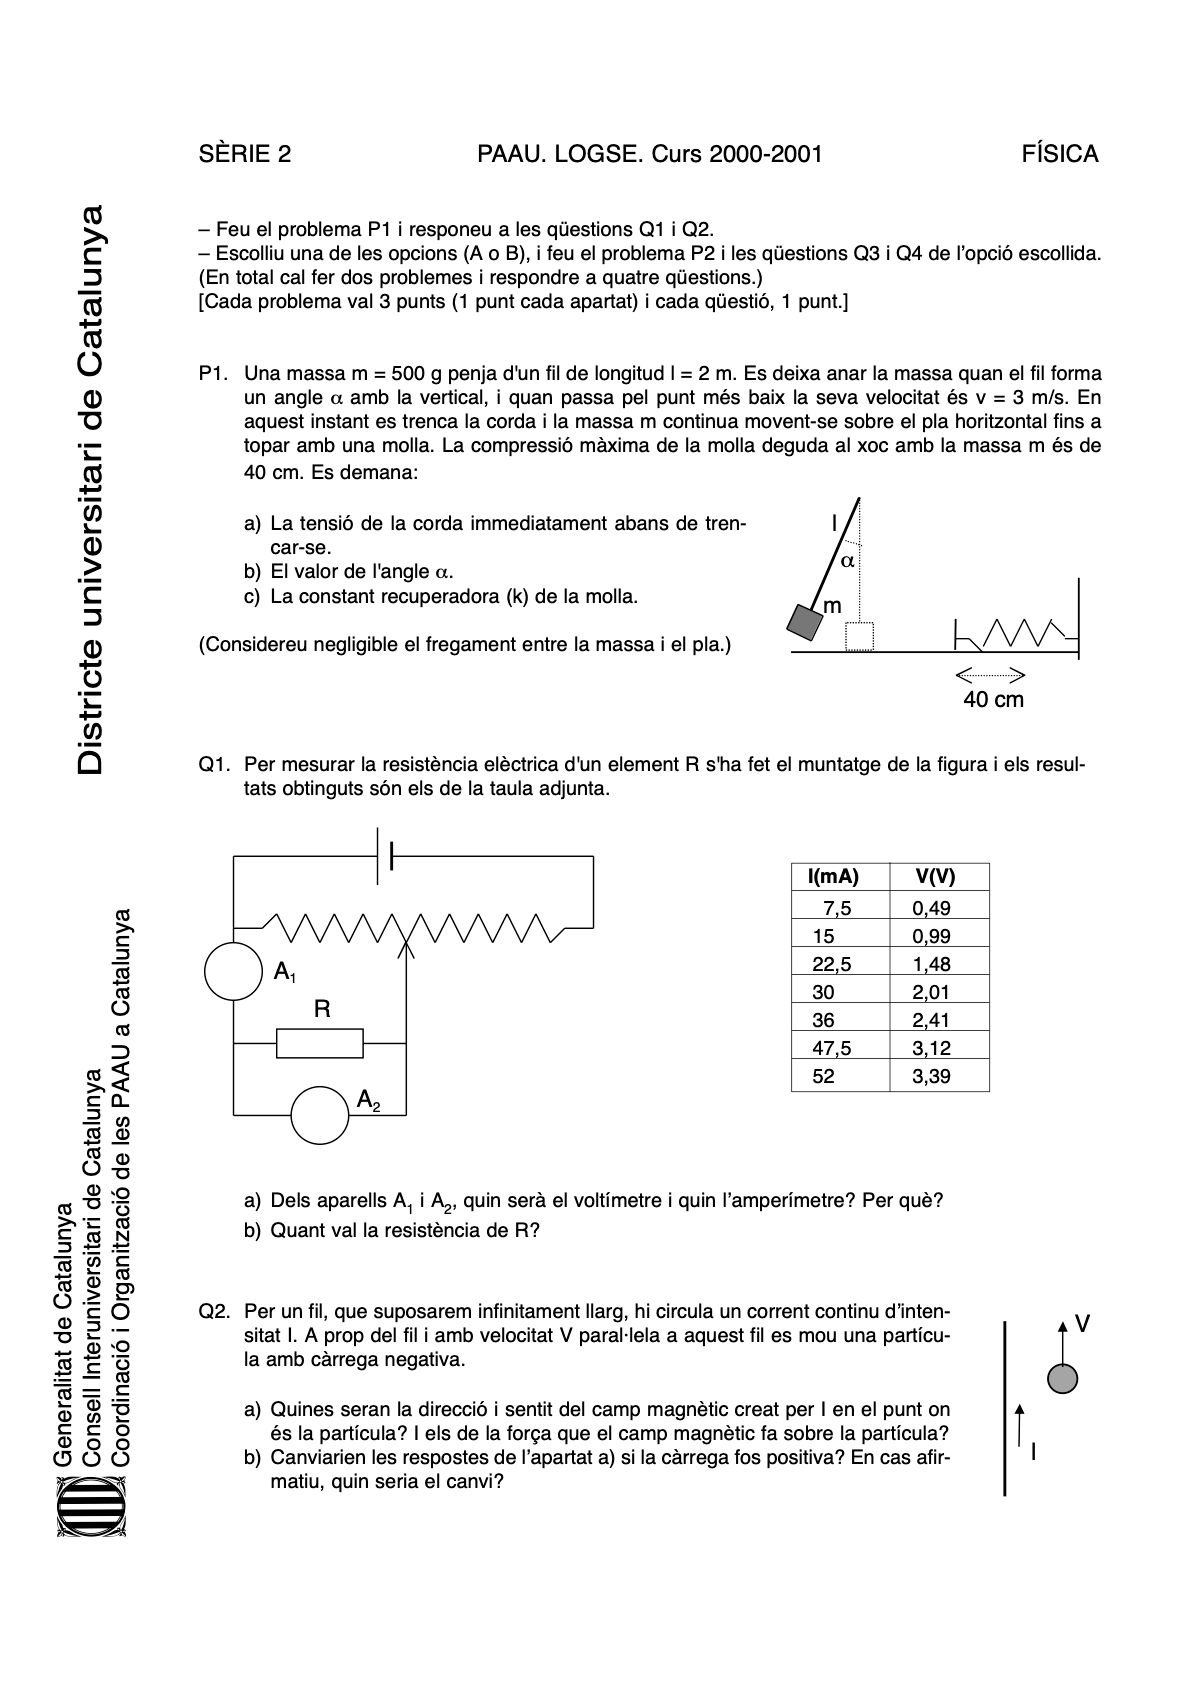 SÈRIE 2 PAAU. LOGSE. Curs 2000-2001 FÍSICA
– Feu el problema P1 i responeu a les qüestions Q1 i Q2.
– Escolliu una de les opcions (A o B), i feu el problema P2 i les qüestions Q3 i Q4 de l’opció escollida.
(En total cal fer dos problemes i respondre a quatre qüestions.)
[Cada problema val 3 punts (1 punt cada apartat) i cada qüestió, 1 punt.]
P1. Una massa m = 500 g penja d'un fil de longitud l = 2 m. Es deixa anar la massa quan el fil forma
un angle α amb la vertical, i quan passa pel punt més baix la seva velocitat és v = 3 m/s. En
aquest instant es trenca la corda i la massa m continua movent-se sobre el pla horitzontal fins a
topar amb una molla. La compressió màxima de la molla deguda al xoc amb la massa m és de
40 cm. Es demana:
a) La tensió de la corda immediatament abans de tren-
car-se.
b) El valor de l'angle α.
c) La constant recuperadora (k) de la molla.
(Considereu negligible el fregament entre la massa i el pla.)
l
α
m
40 cm
Q1. Per mesurar la resistència elèctrica d'un element R s'ha fet el muntatge de la figura i els resul-
tats obtinguts són els de la taula adjunta.
A1
R
A2
I(mA) V(V)
7,5 0,49
15 0,99
22,5 1,48
30 2,01
36 2,41
47,5 3,12
52 3,39
a) Dels aparells A1 i A2, quin serà el voltímetre i quin l’amperímetre? Per què?
b) Quant val la resistència de R?
Q2. Per un fil, que suposarem infinitament llarg, hi circula un corrent continu d’inten-
sitat I. A prop del fil i amb velocitat V paral·lela a aquest fil es mou una partícu-
la amb càrrega negativa.
a) Quines seran la direcció i sentit del camp magnètic creat per I en el punt on
és la partícula? I els de la força que el camp magnètic fa sobre la partícula?
b) Canviarien les respostes de l’apartat a) si la càrrega fos positiva? En cas afir-
matiu, quin seria el canvi?
V
I
Districte universitari de Catalunya
Generalitat de Catalunya
Consell Interuniversitari de Catalunya
Coordinació i Organització de les PAAU a Catalunya